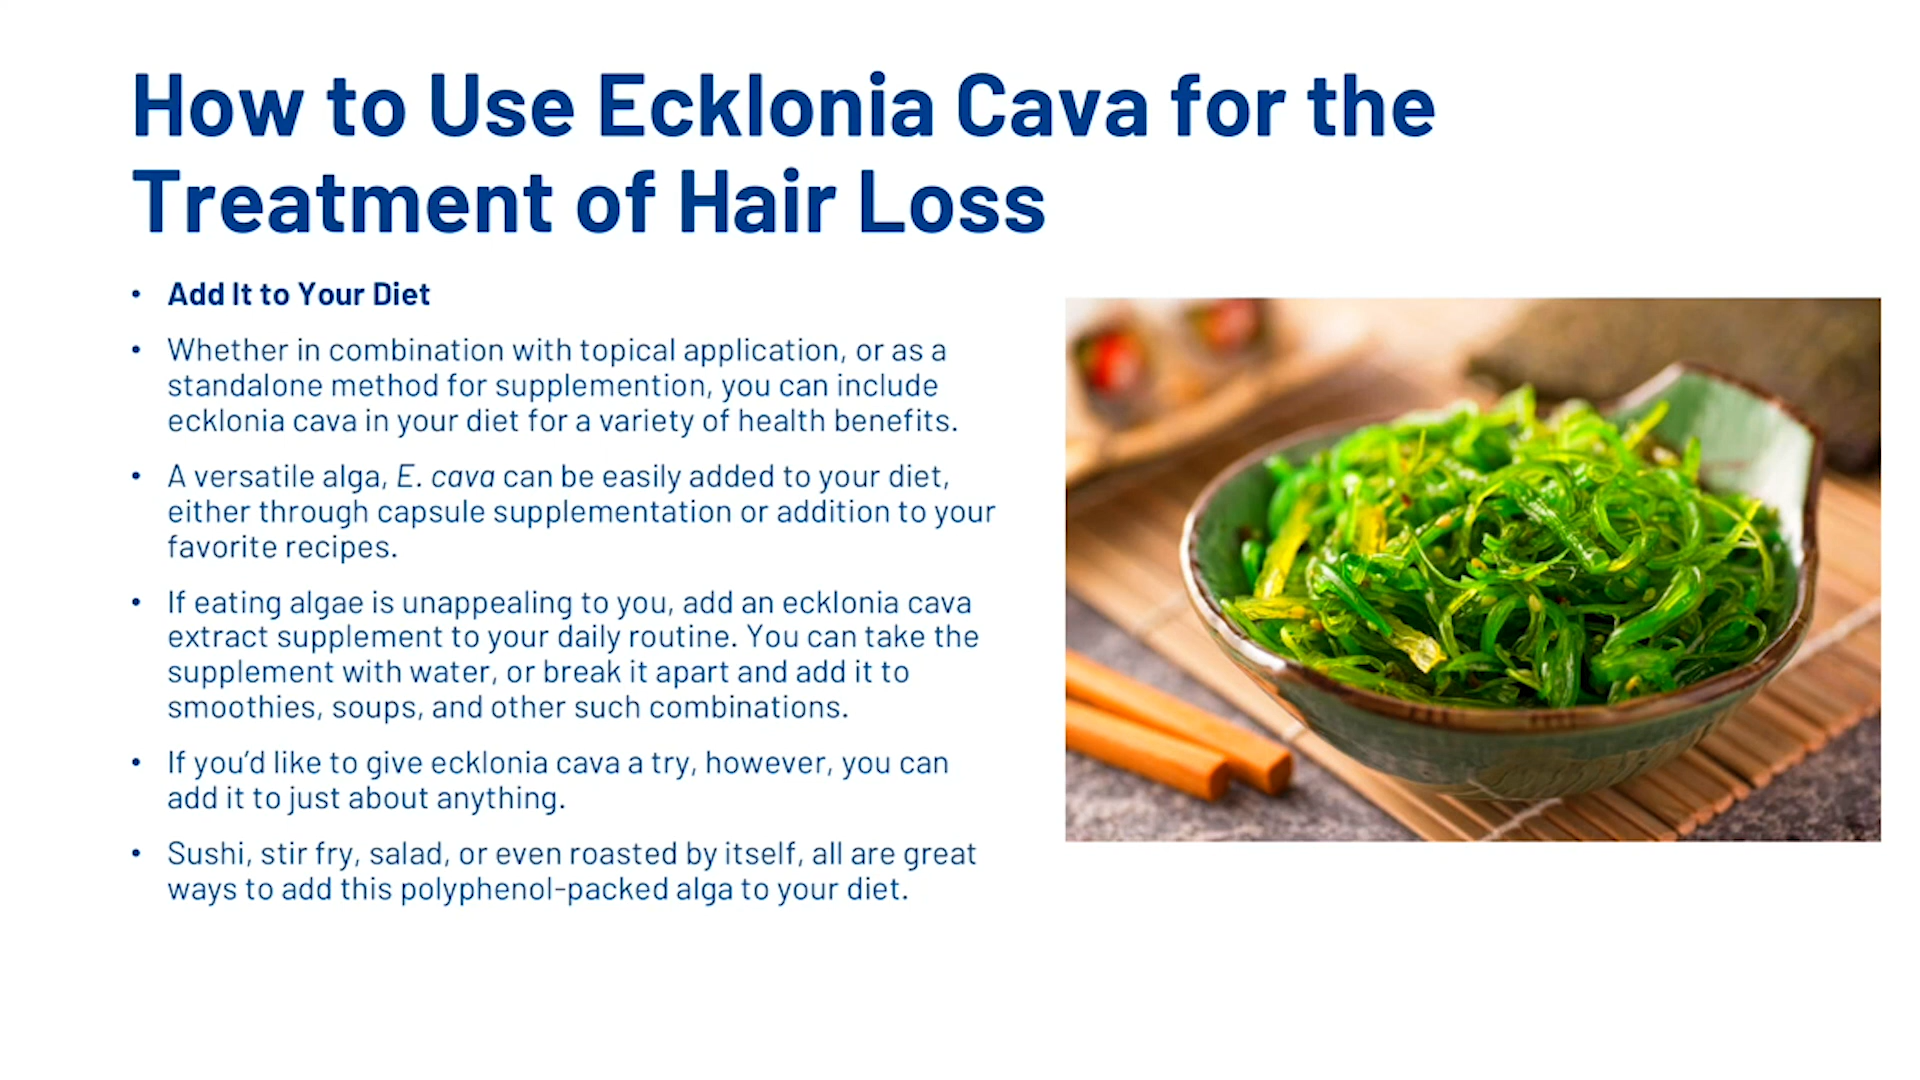 How to Use Ecklonia Cava for the
Treatment of Hair Loss
• Add It to Your Diet
• Whether in combination with topical application, or as a
standalone method for supplemention, you can include
ecklonia cava in your diet for a variety of health benefits.
• A versatile alga, E. cava can be easily added to your diet,
either through capsule supplementation or addition to your
favorite recipes.
• If eating algae is unappealing to you, add an ecklonia cava
extract supplement to your daily routine. You can take the
supplement with water, or break it apart and add it to
smoothies, soups, and other such combinations.
• If you’d like to give ecklonia cava a try, however, you can
add it to just about anything.
• Sushi, stir fry, salad, or even roasted by itself, all are great
ways to add this polyphenol-packed alga to your diet.